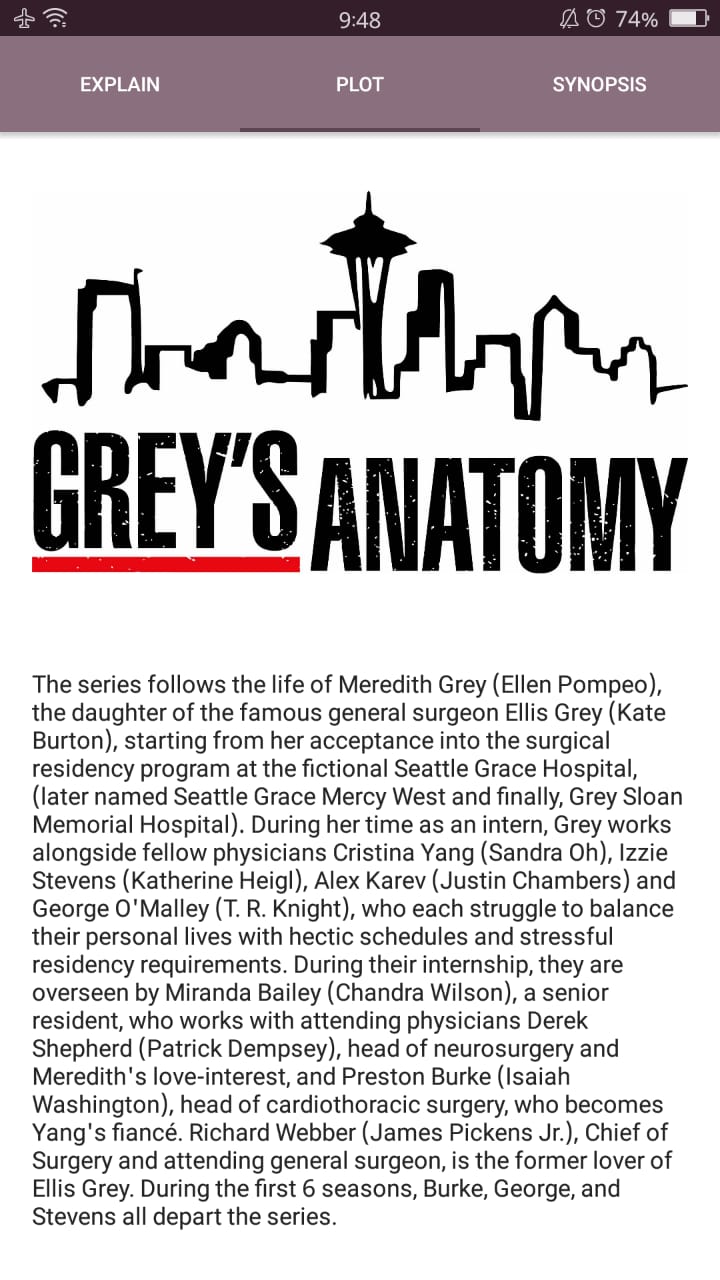 9:48
74%
EXPLAIN PLOT SYNOPSIS
GREY'S ANATOMY
The series follows the life of Meredith Grey (Ellen Pompeo),
the daughter of the famous general surgeon Ellis Grey (Kate
Burton), starting from her acceptance into the surgical
residency program at the fictional Seattle Grace Hospital,
(later named Seattle Grace Mercy West and finally, Grey Sloan
Memorial Hospital). During her time as an intern, Grey works
alongside fellow physicians Cristina Yang (Sandra Oh), Izzie
Stevens (Katherine Heigl), Alex Karev (Justin Chambers) and
George O'Malley (T. R. Knight), who each struggle to balance
their personal lives with hectic schedules and stressful
residency requirements. During their internship, they are
overseen by Miranda Bailey (Chandra Wilson), a senior
resident, who works with attending physicians Derek
Shepherd (Patrick Dempsey), head of neurosurgery and
Meredith's love-interest, and Preston Burke (Isaiah
Washington), head of cardiothoracic surgery, who becomes
Yang's fiancé. Richard Webber (James Pickens Jr.), Chief of
Surgery and attending general surgeon, is the former lover of
Ellis Grey. During the first 6 seasons, Burke, George, and
Stevens all depart the series.